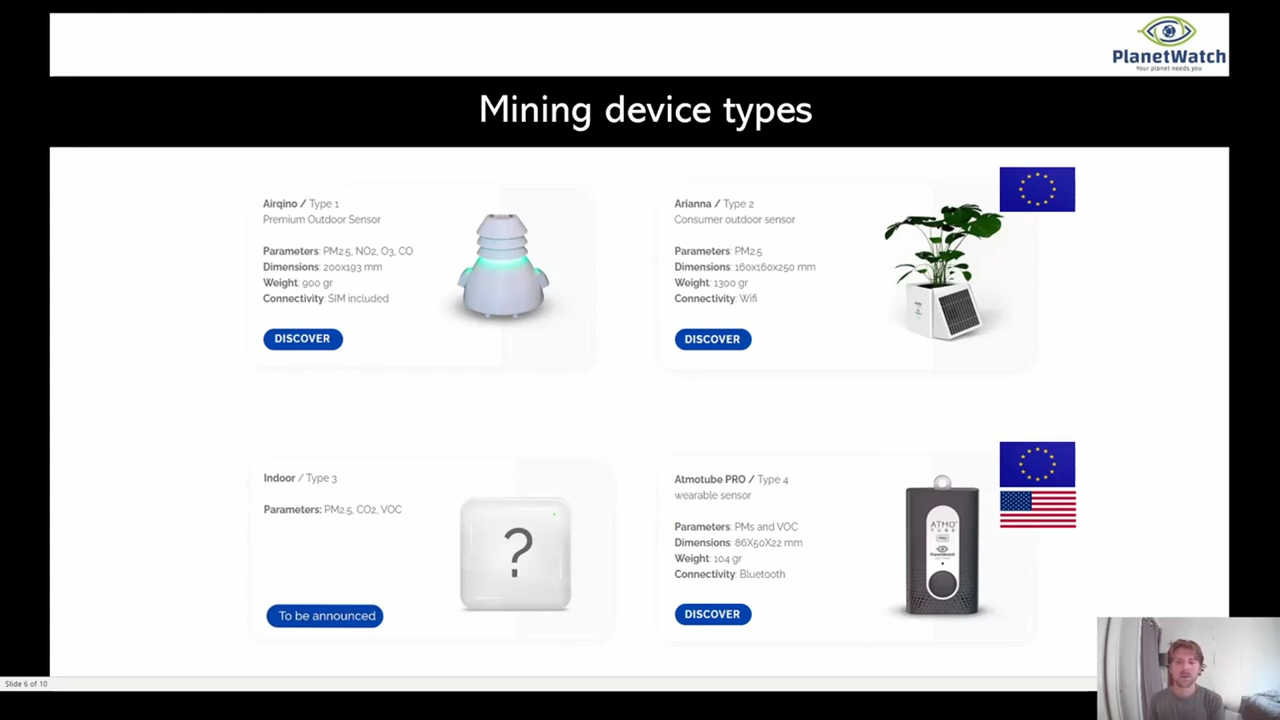 PlanetWatch
Your planet needs you
Mining device types
Airqino / Type 1
Premium Outdoor Sensor
Parameters: PM2.5, NO2, O3, CO
Dimensions: 200x193 mm
Weight: 900 gr
Connectivity: SIM included
DISCOVER
Arianna / Type 2
Consumer outdoor sensor
Parameters: PM2.5
Dimensions: 160x160x250 mm
Weight: 1300 gr
Connectivity: Wifi
DISCOVER
Indoor / Type 3
Parameters: PM2.5, CO2, VOC
?
To be announced
Atmotube PRO / Type 4
wearable sensor
Parameters: PMs and VOC
Dimensions: 86X50X22 mm
Weight: 104 gr
Connectivity: Bluetooth
DISCOVER
ATMO
TUBE
PRO
PlanetWatch
Slide 6 of 10